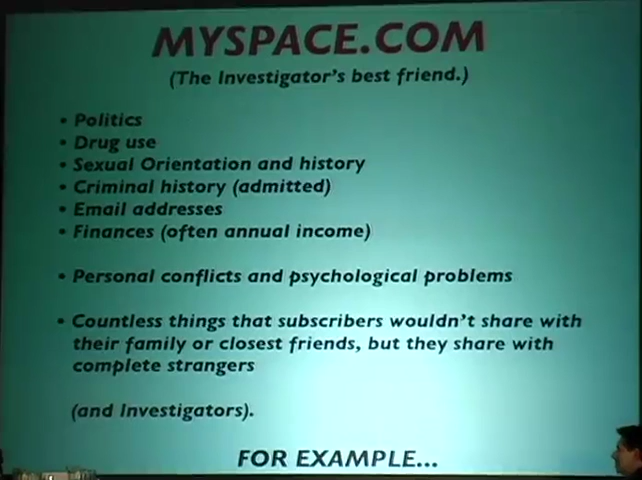 MYSPACE.COM
(The Investigator's best friend.)
• Politics
• Drug use
• Sexual Orientation and history
• Criminal history (admitted)
• Email addresses
• Finances (often annual income)
• Personal conflicts and psychological problems
• Countless things that subscribers wouldn't share with
their family or closest friends, but they share with
complete strangers
(and Investigators).
FOR EXAMPLE...